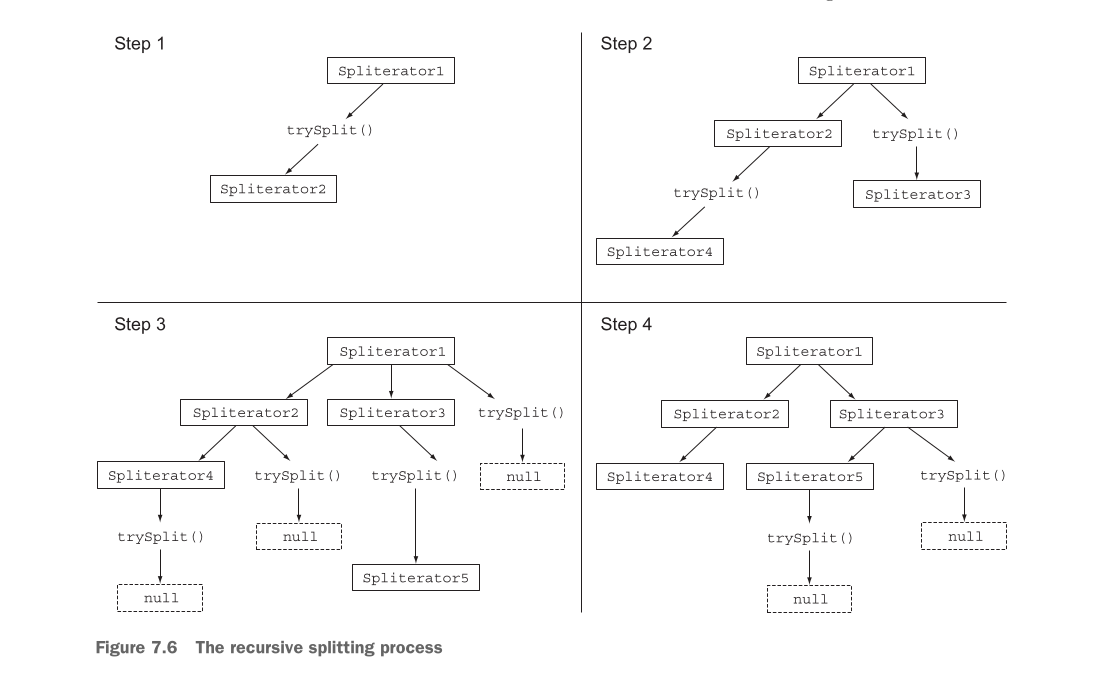 Step 1
Spliterator1
trySplit()
Spliterator2
Step 2
Spliterator1
Spliterator2
trySplit()
trySplit()
Spliterator3
Spliterator4
Step 3
Spliterator1
Spliterator2
Spliterator3
trySplit()
Spliterator4
trySplit()
trySplit()
null
trySplit()
null
Spliterator5
null
Step 4
Spliterator1
Spliterator2
Spliterator3
Spliterator4
Spliterator5
trySplit()
trySplit()
null
null
Figure 7.6 The recursive splitting process